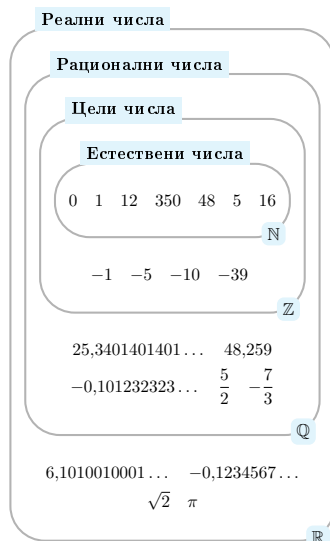 Реални числа
Рационални числа
Цели числа
Естествени числа
0 1 12 350 48 5 16
ℕ
−1 −5 −10 −39
ℤ
25,3401401401… 48,259
−0,101232323… 5/2 −7/3
ℚ
6,1010010001… −0,1234567…
√2 π
ℝ